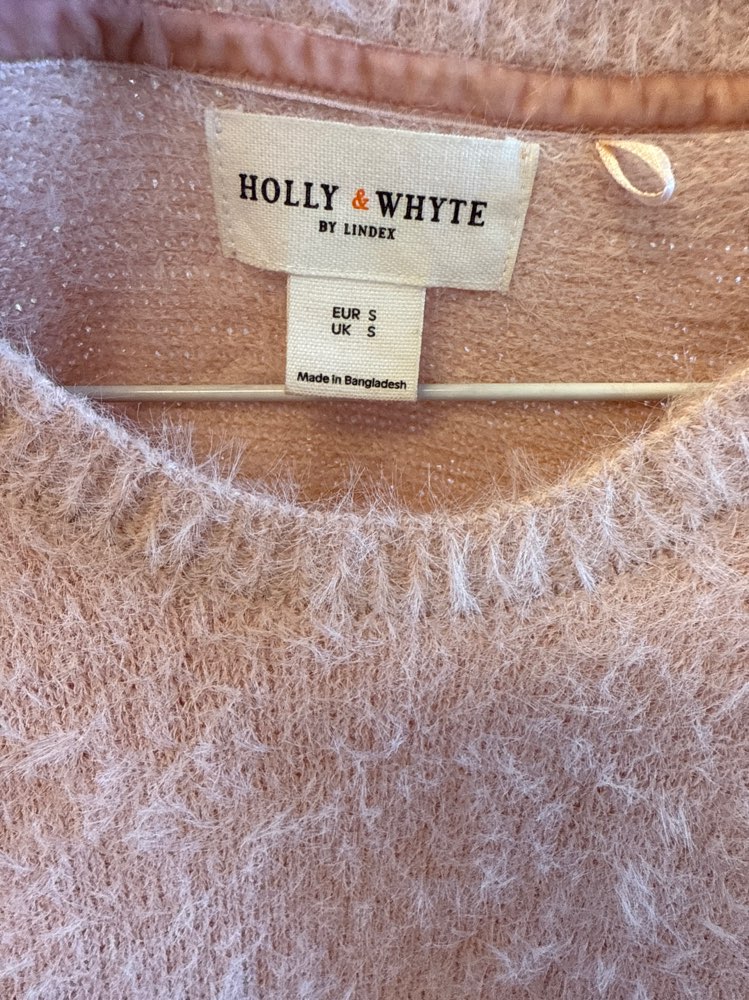 HOLLY & WHYTE
BY LINDEX
EUR S
UK S
Made in Bangladesh